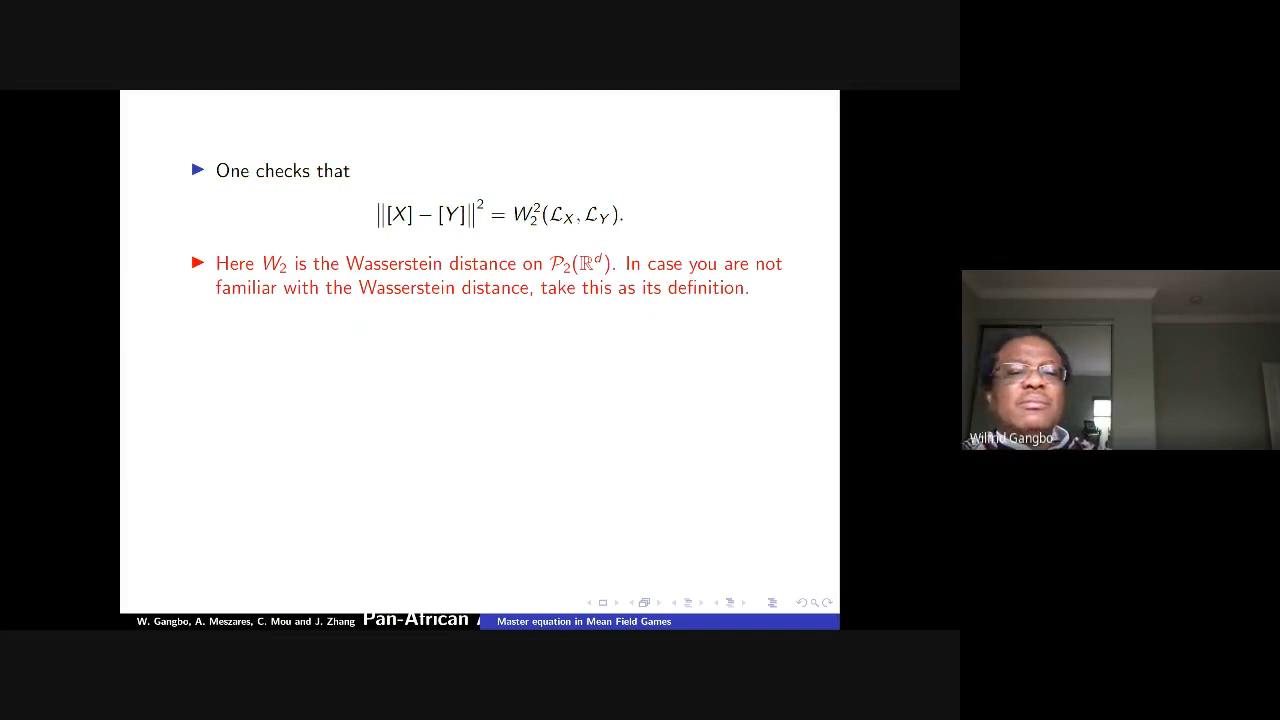 ▶ One checks that
‖[X] − [Y]‖² = W₂²(ℒ_X, ℒ_Y).
▶ Here W₂ is the Wasserstein distance on 𝒫₂(ℝᵈ). In case you are not
familiar with the Wasserstein distance, take this as its definition.
Wilfrid Gangbo
W. Gangbo, A. Meszares, C. Mou and J. Zhang Pan-African Master equation in Mean Field Games